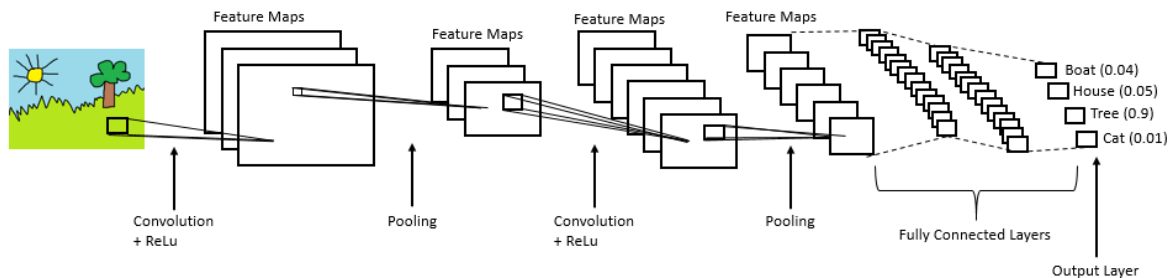 Feature Maps
Feature Maps
Feature Maps
Feature Maps
Boat (0.04)
House (0.05)
Tree (0.9)
Cat (0.01)
Convolution
+ ReLu
Pooling
Convolution
+ ReLu
Pooling
Fully Connected Layers
Output Layer